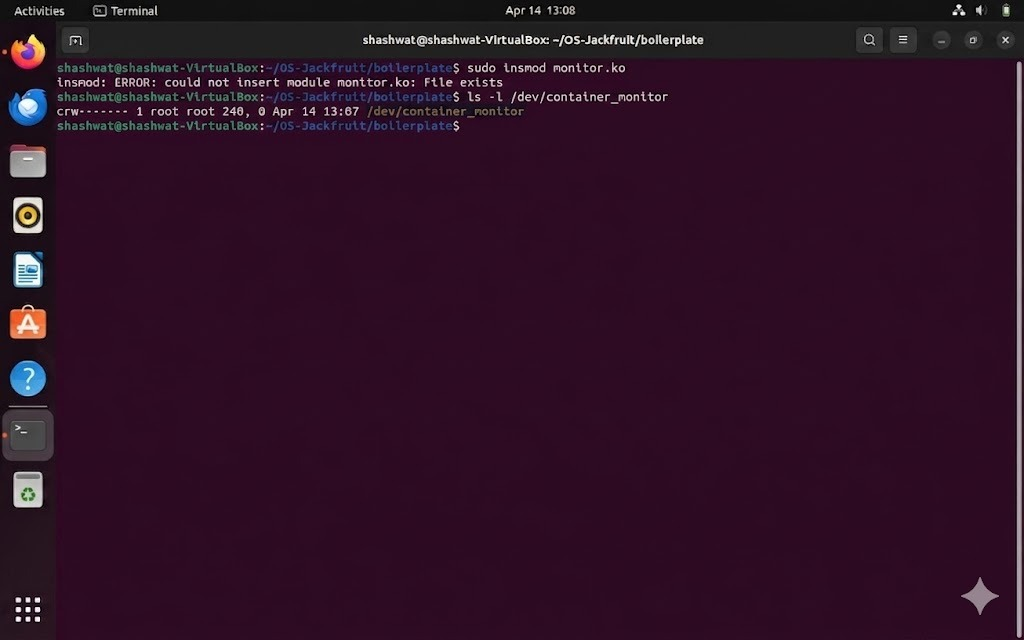 Activities Terminal Apr 14 13:08
shashwat@shashwat-VirtualBox: ~/OS-Jackfruit/boilerplate
shashwat@shashwat-VirtualBox:~/OS-Jackfruit/boilerplate$ sudo insmod monitor.ko
insmod: ERROR: could not insert module monitor.ko: File exists
shashwat@shashwat-VirtualBox:~/OS-Jackfruit/boilerplate$ ls -l /dev/container_monitor
crw------- 1 root root 240, 0 Apr 14 13:07 /dev/container_monitor
shashwat@shashwat-VirtualBox:~/OS-Jackfruit/boilerplate$